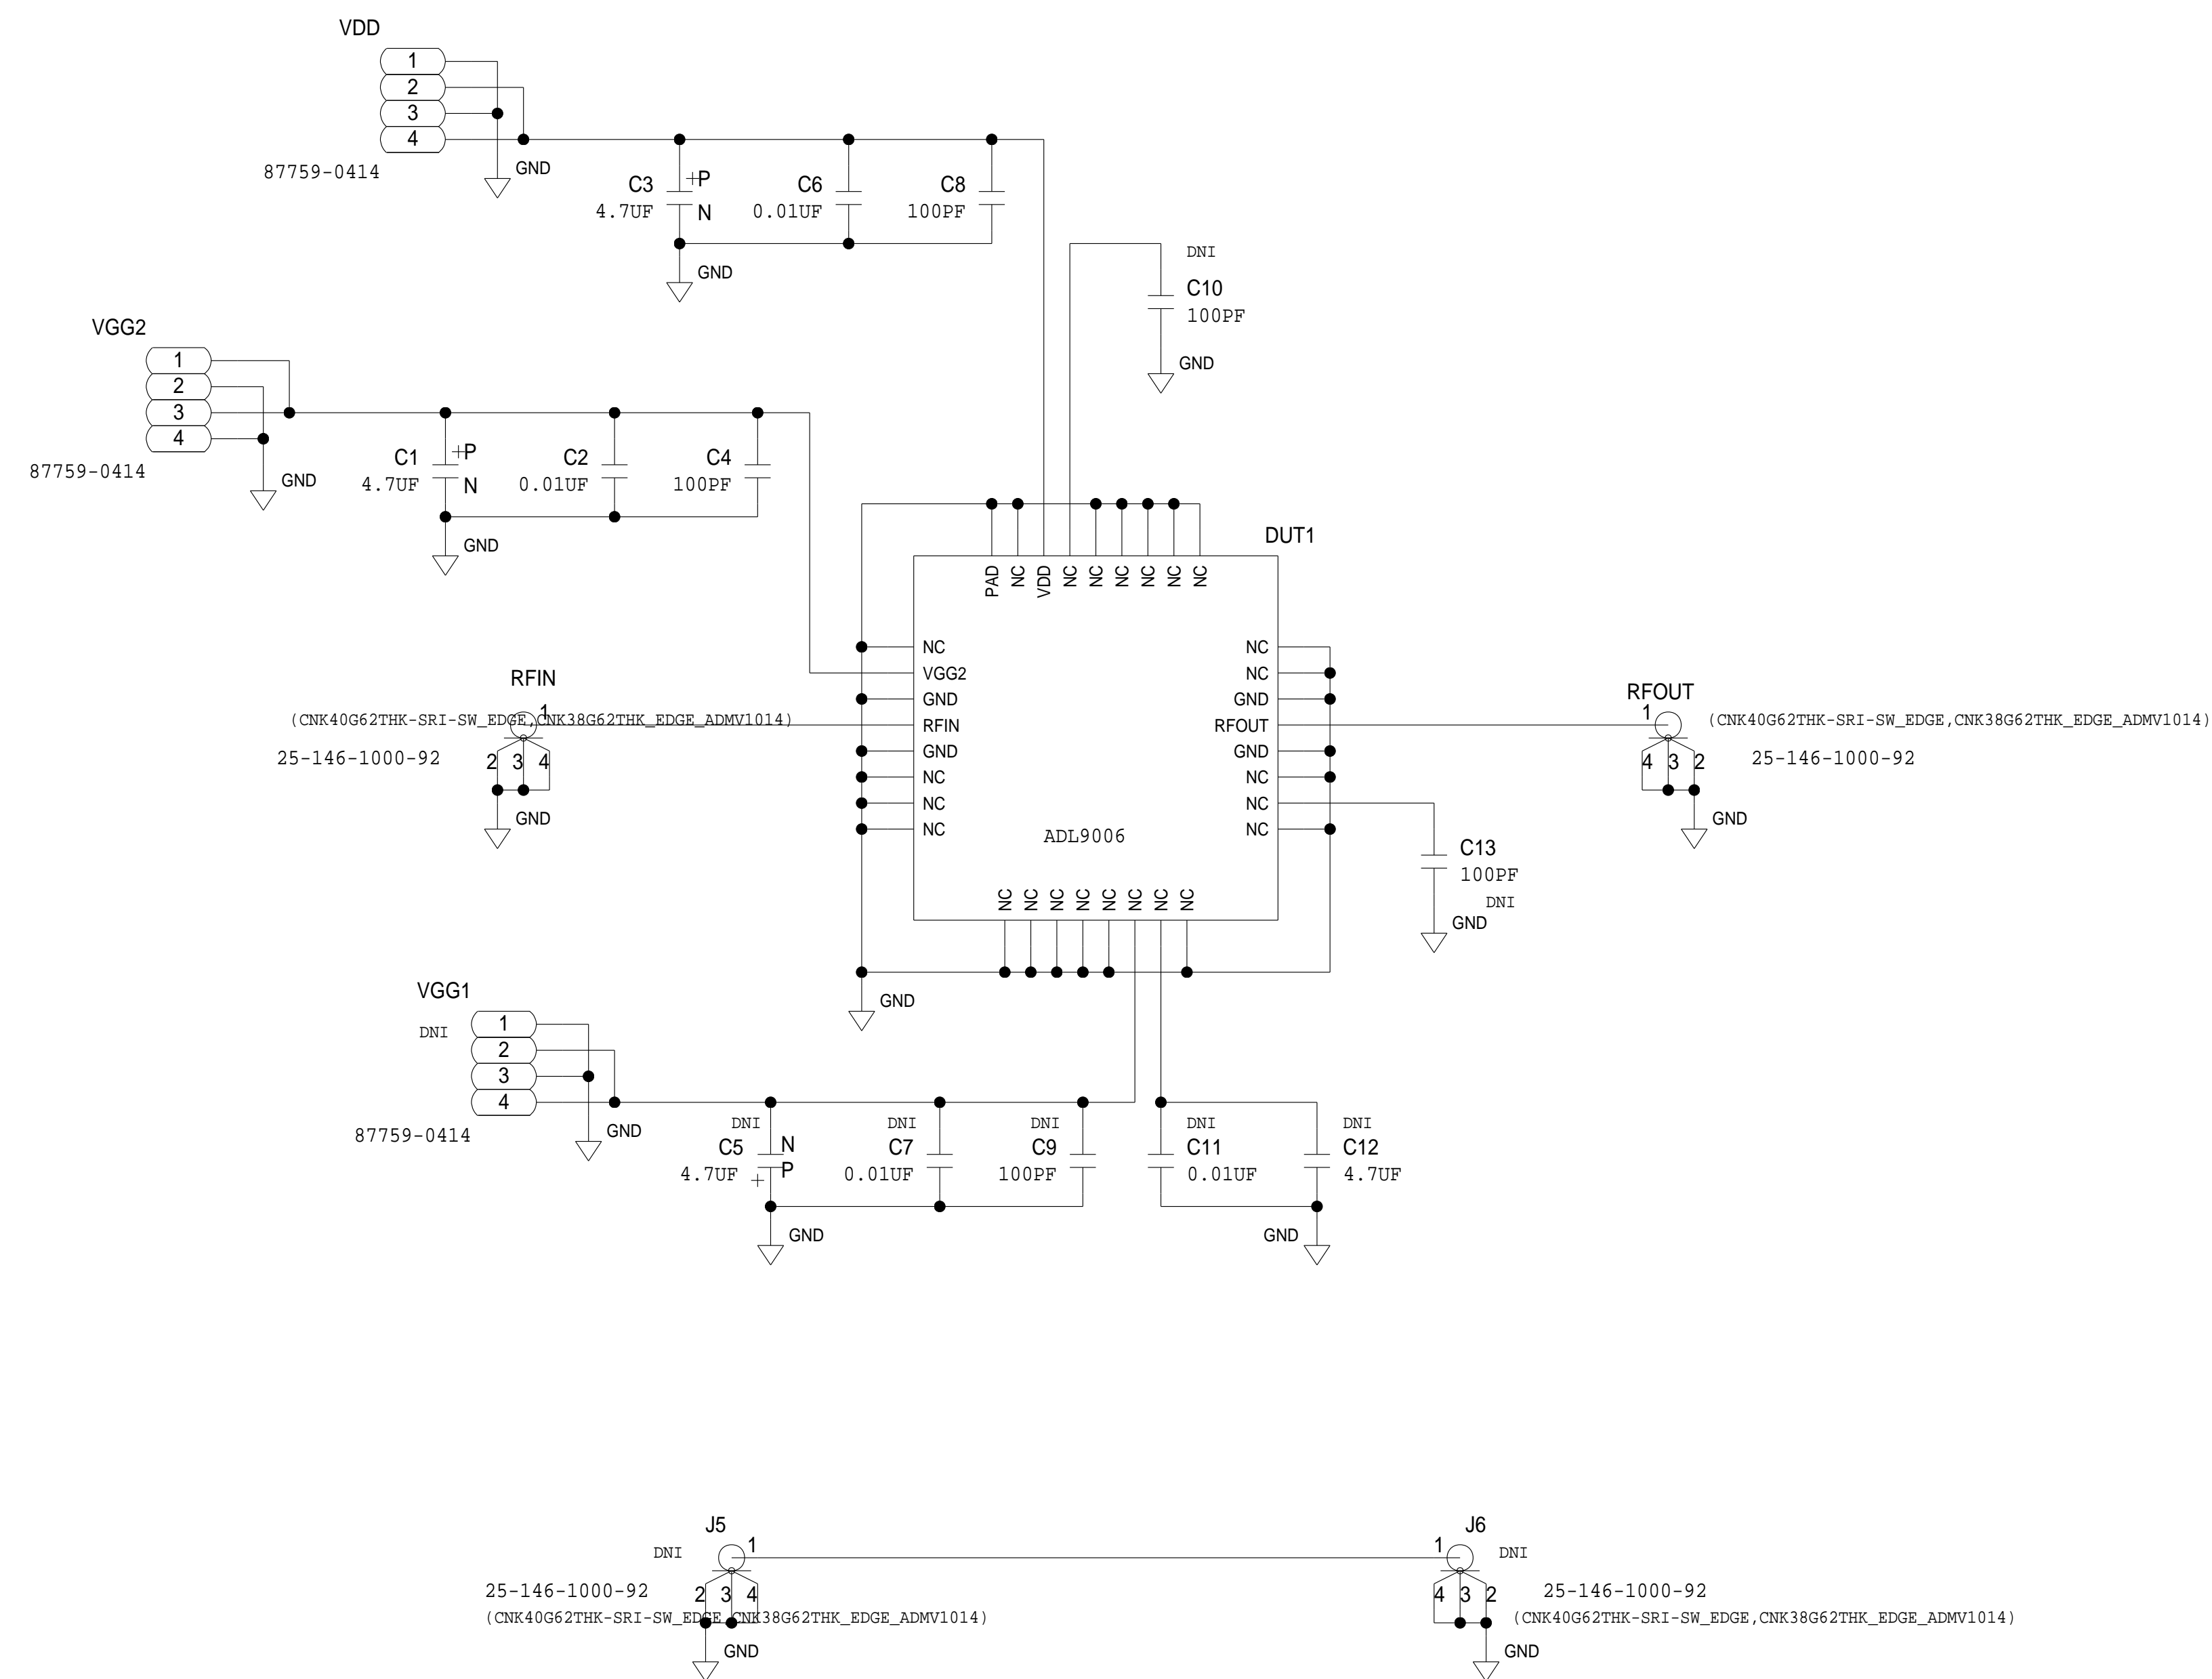 VDD
1
2
3
4
87759-0414
GND
C3
4.7UF
+P
N
C6
0.01UF
C8
100PF
GND
DNI
C10
100PF
GND
VGG2
1
2
3
4
87759-0414
GND
C1
4.7UF
+P
N
C2
0.01UF
C4
100PF
GND
DUT1
PAD
NC
VDD
NC
NC
NC
NC
NC
NC
NC
VGG2
GND
RFIN
GND
NC
NC
NC
NC
NC
GND
RFOUT
GND
NC
NC
NC
ADL9006
NC
NC
NC
NC
NC
NC
NC
NC
GND
RFIN
1
(CNK40G62THK-SRI-SW_EDGE,CNK38G62THK_EDGE_ADMV1014)
25-146-1000-92
2
3
4
GND
RFOUT
1
(CNK40G62THK-SRI-SW_EDGE,CNK38G62THK_EDGE_ADMV1014)
25-146-1000-92
4
3
2
GND
C13
100PF
DNI
GND
VGG1
DNI
1
2
3
4
87759-0414
GND
DNI
C5
4.7UF
N
P
+
DNI
C7
0.01UF
DNI
C9
100PF
GND
DNI
C11
0.01UF
DNI
C12
4.7UF
GND
J5
DNI
1
25-146-1000-92
2
3
4
(CNK40G62THK-SRI-SW_EDGE,CNK38G62THK_EDGE_ADMV1014)
GND
J6
1
DNI
4
3
2
25-146-1000-92
(CNK40G62THK-SRI-SW_EDGE,CNK38G62THK_EDGE_ADMV1014)
GND